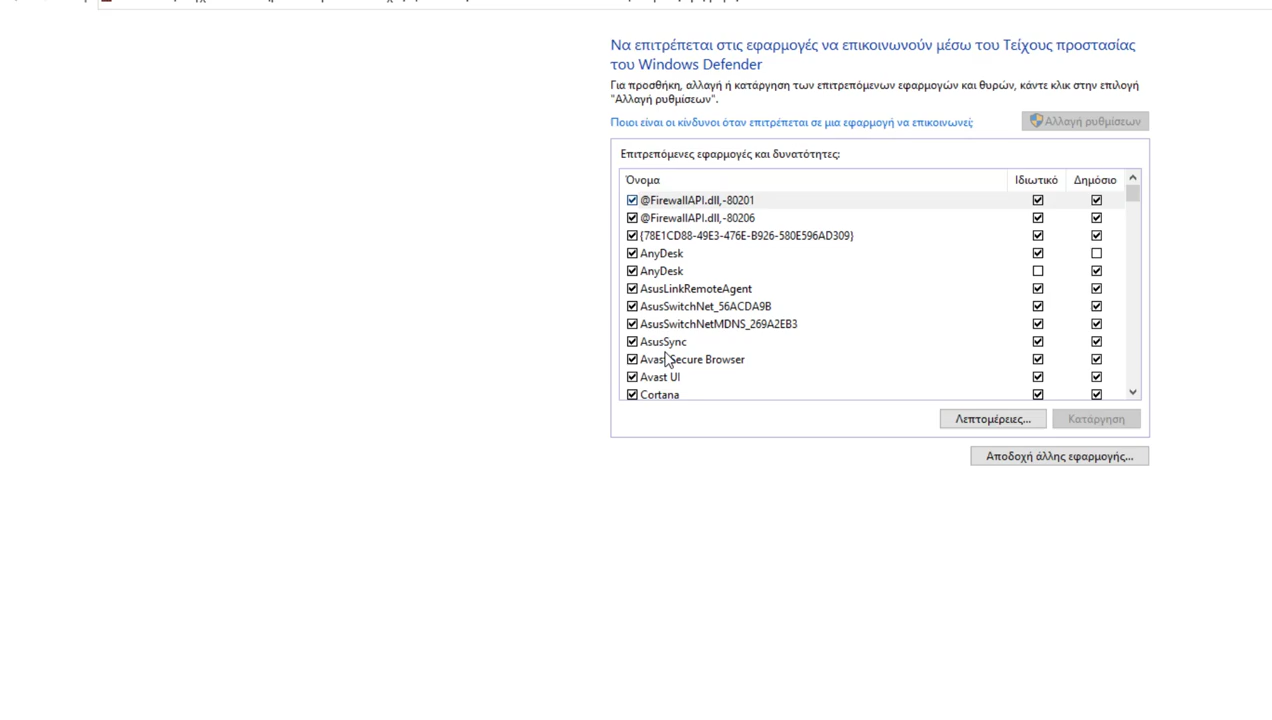 Να επιτρέπεται στις εφαρμογές να επικοινωνούν μέσω του Τείχους προστασίας
του Windows Defender
Για προσθήκη, αλλαγή ή κατάργηση των επιτρεπόμενων εφαρμογών και θυρών, κάντε κλικ στην επιλογή
"Αλλαγή ρυθμίσεων".
Ποιοι είναι οι κίνδυνοι όταν επιτρέπεται σε μια εφαρμογή να επικοινωνεί; Αλλαγή ρυθμίσεων
Επιτρεπόμενες εφαρμογές και δυνατότητες:
Όνομα Ιδιωτικό Δημόσιο
@FirewallAPI.dll,-80201
@FirewallAPI.dll,-80206
{78E1CD88-49E3-476E-B926-580E596AD309}
AnyDesk
AnyDesk
AsusLinkRemoteAgent
AsusSwitchNet_56ACDA9B
AsusSwitchNetMDNS_269A2EB3
AsusSync
Avast Secure Browser
Avast UI
Cortana
Λεπτομέρειες... Κατάργηση
Αποδοχή άλλης εφαρμογής...